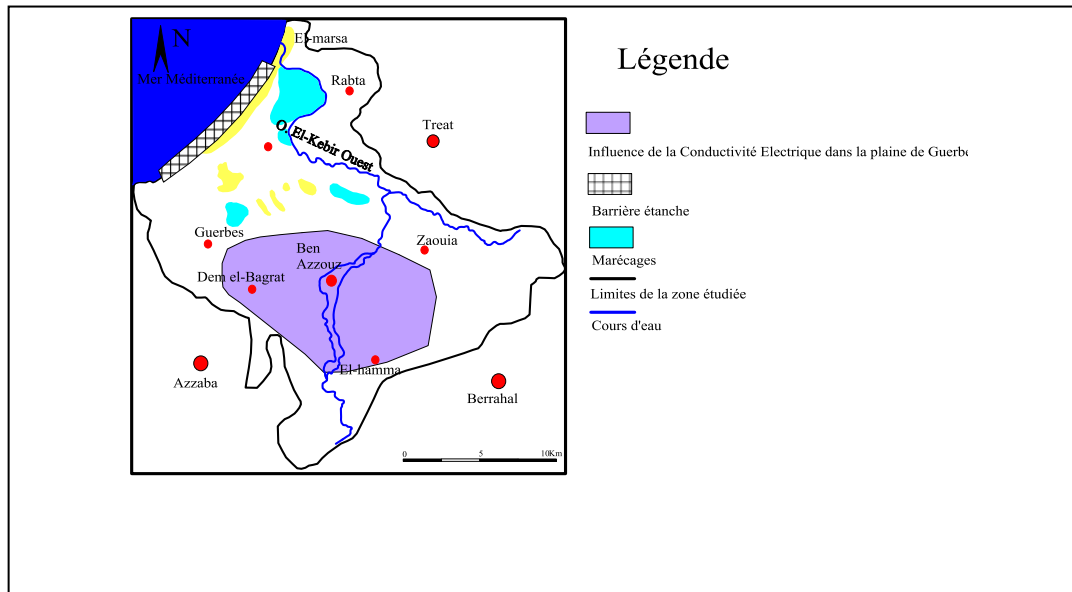 N
El-marsa
Mer Méditerranée
Rabta
Treat
O. El-Kebir Ouest
Guerbes
Ben
Azzouz
Zaouia
Dem el-Bagrat
El-hamma
Azzaba
Berrahal
0 5 10Km
Légende
Influence de la Conductivité Electrique dans la plaine de Guerbe
Barrière étanche
Marécages
Limites de la zone étudiée
Cours d'eau